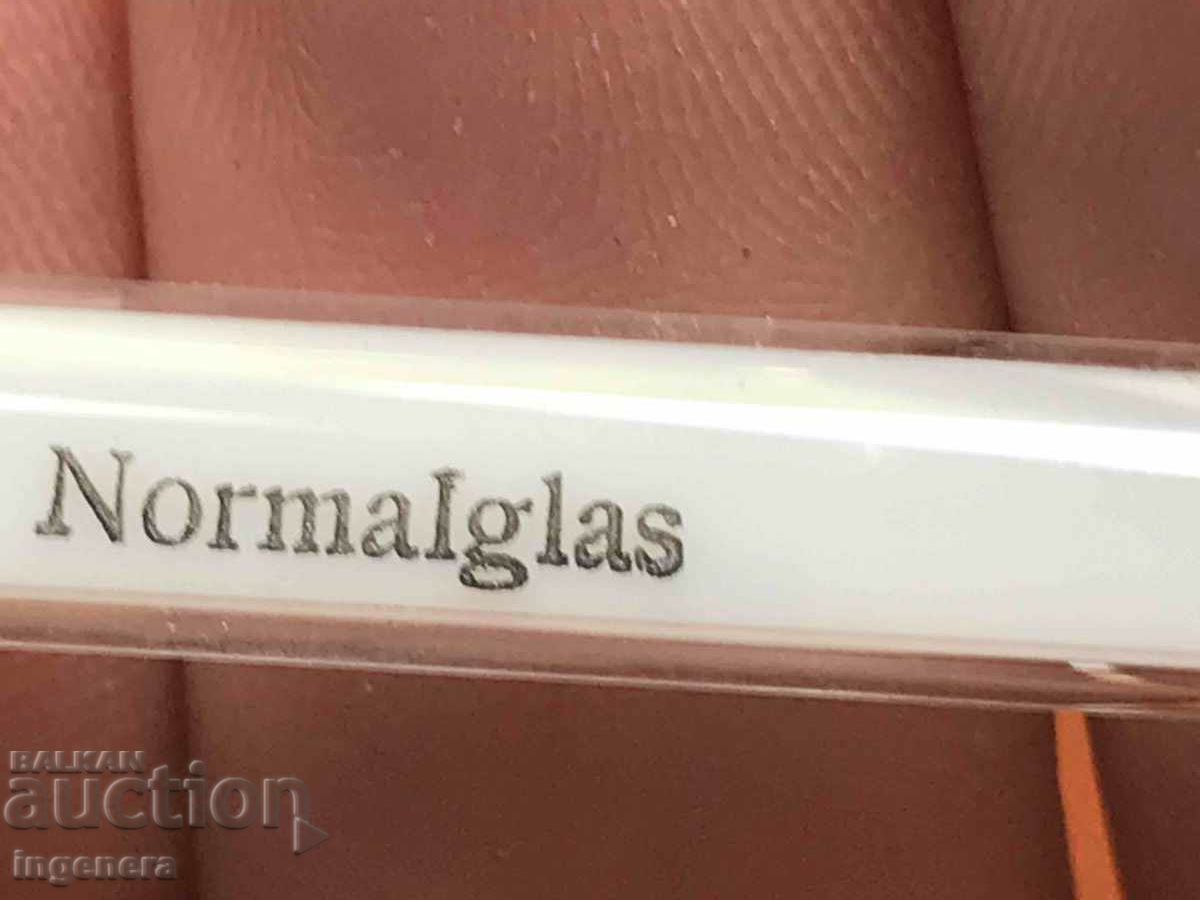 Normalglas
BALKAN
auction
ingenera